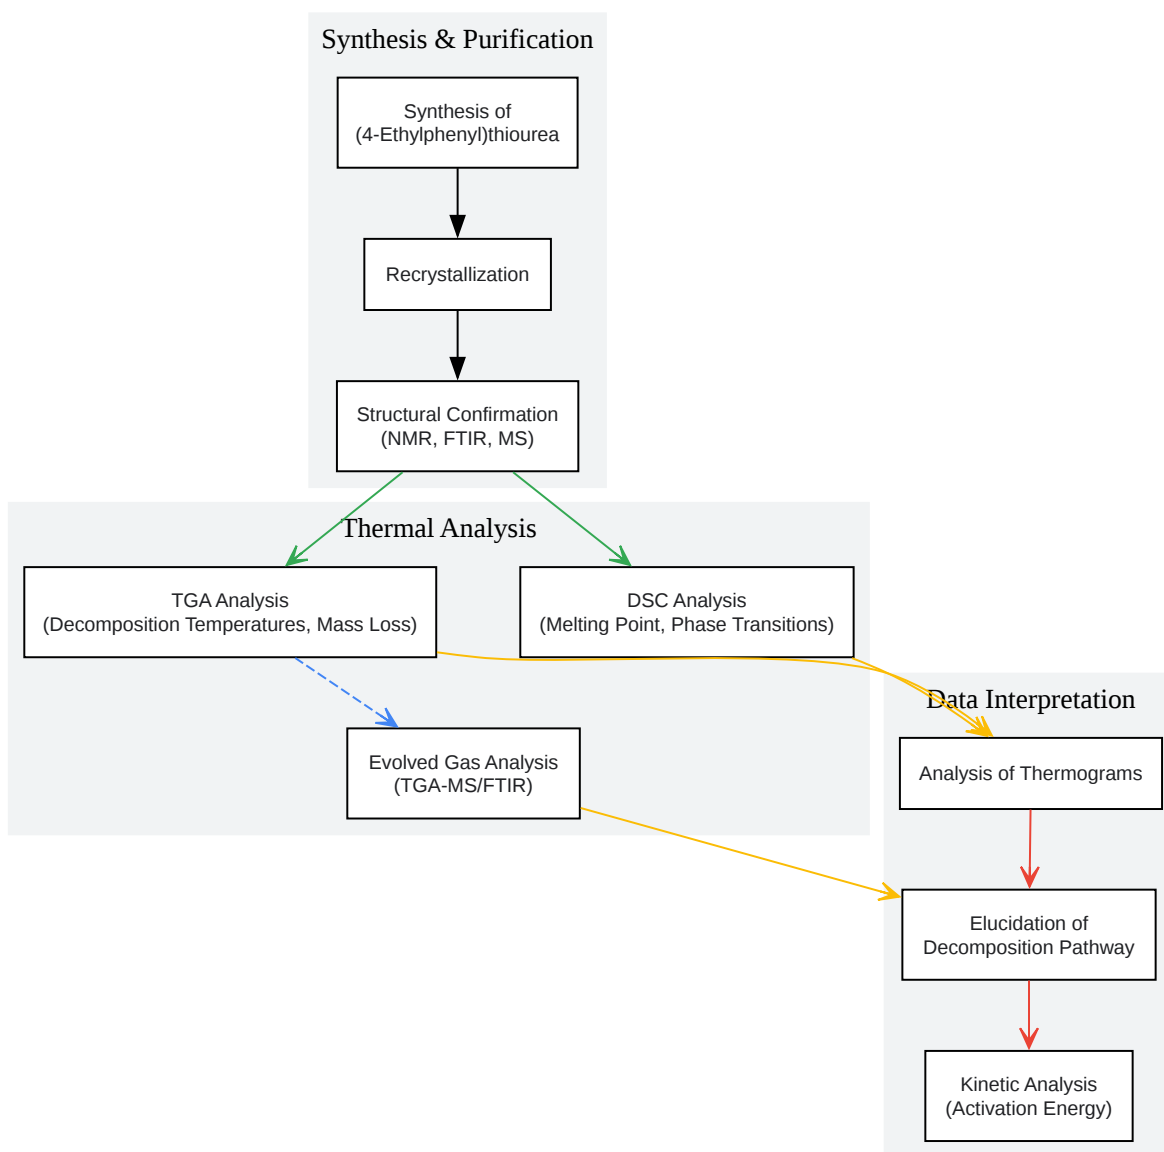 Synthesis & Purification
Synthesis of
(4-Ethylphenyl)thiourea
Recrystallization
Structural Confirmation
(NMR, FTIR, MS)
Thermal Analysis
TGA Analysis
(Decomposition Temperatures, Mass Loss)
DSC Analysis
(Melting Point, Phase Transitions)
Evolved Gas Analysis
(TGA-MS/FTIR)
Data Interpretation
Analysis of Thermograms
Elucidation of
Decomposition Pathway
Kinetic Analysis
(Activation Energy)